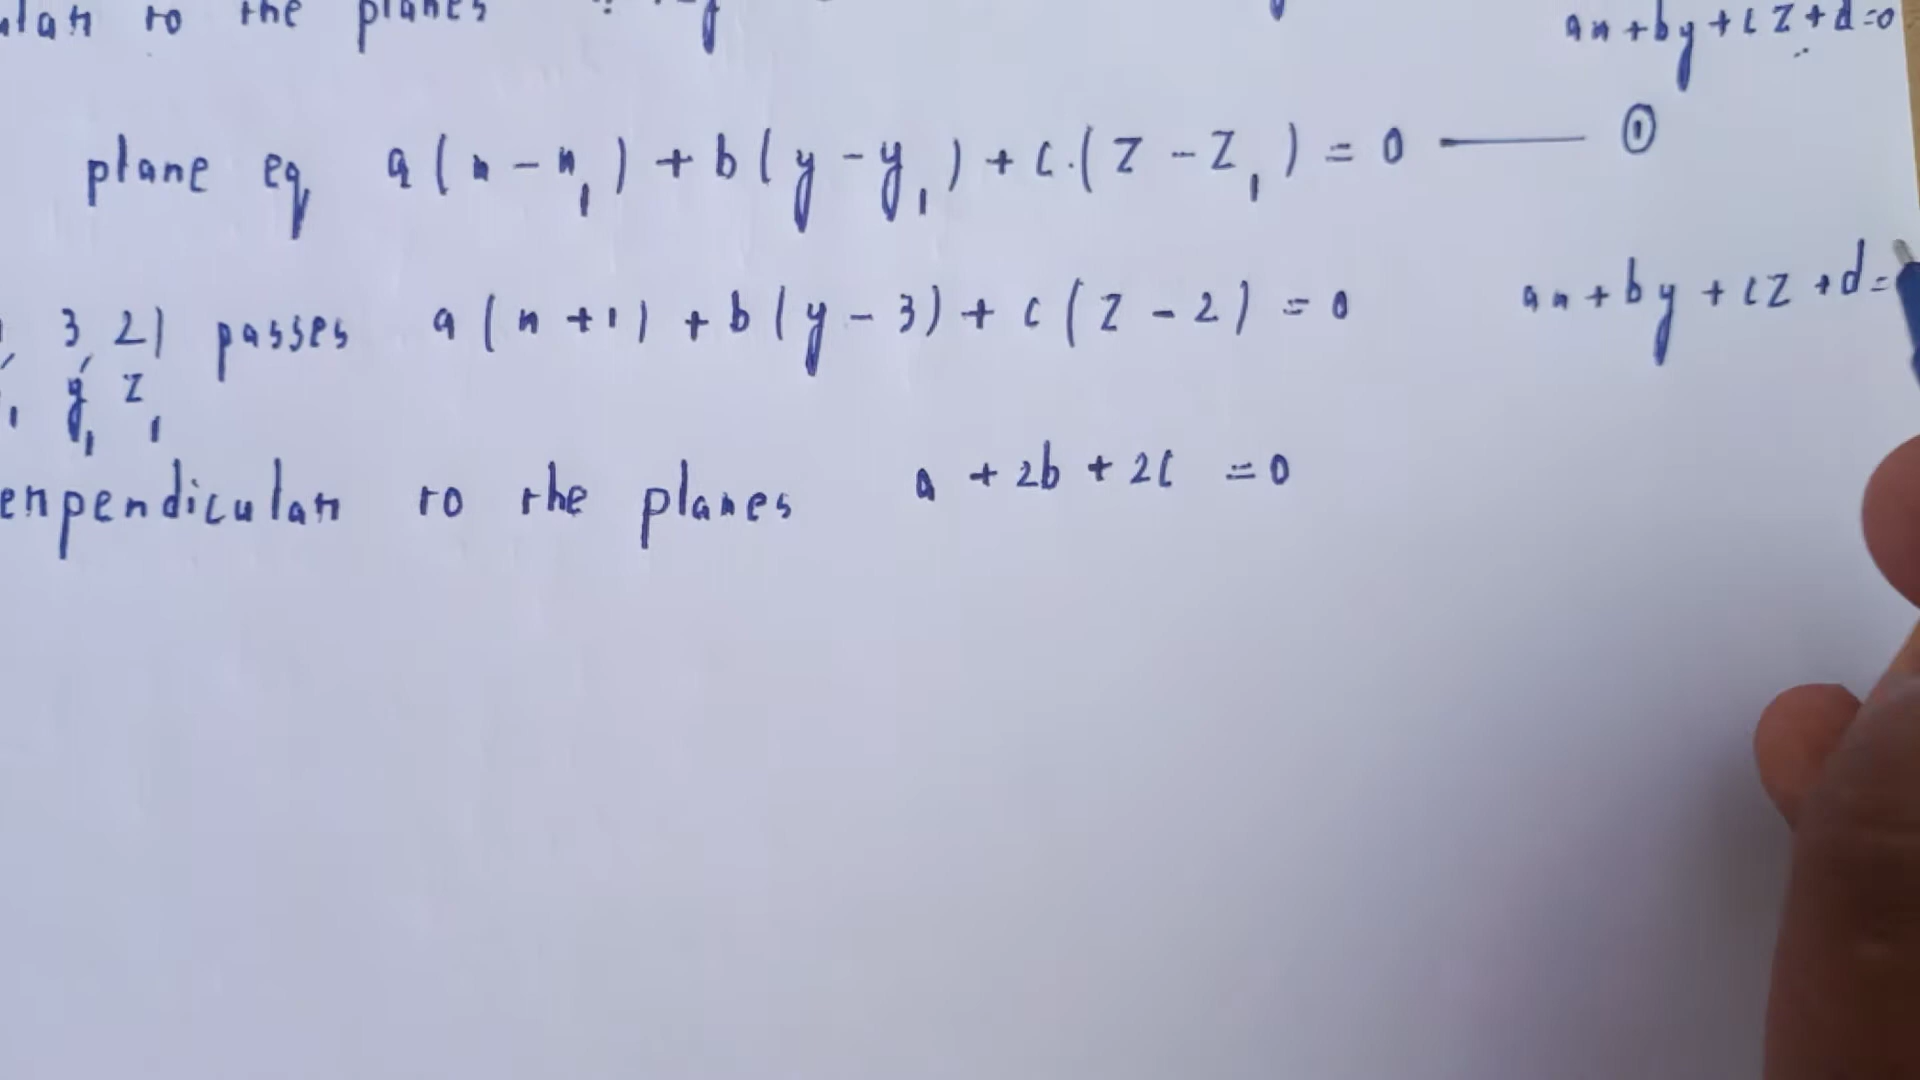 to the planes
ax + by + cz + d = 0
plane eq a(x - x₁) + b(y - y₁) + c.(z - z₁) = 0 —— ①
3, 2) passes a(x + 1) + b(y - 3) + c(z - 2) = 0
ax + by + cz + d =
y₁ z₁
to the planes a + 2b + 2c = 0